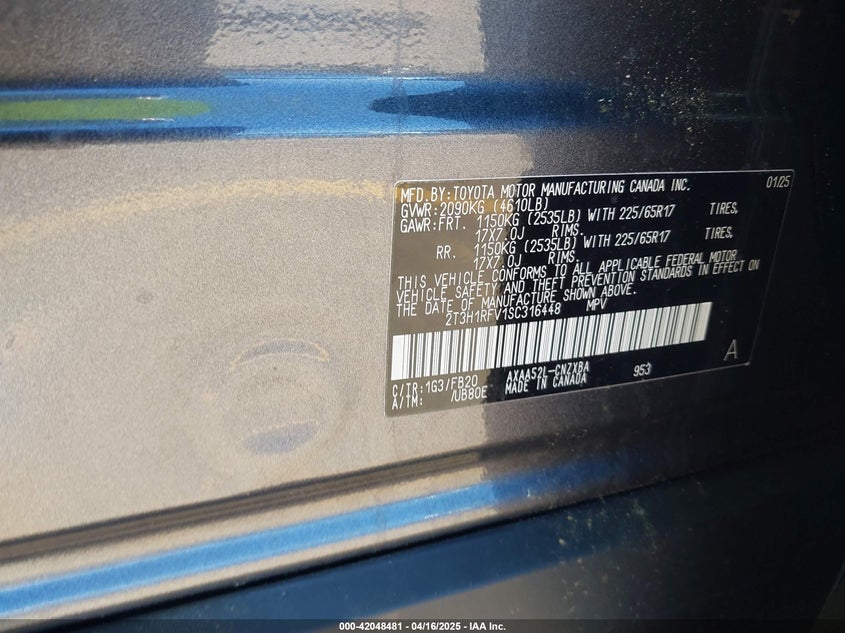 MFD.BY:TOYOTA MOTOR MANUFACTURING CANADA INC. 01/25
GVWR:2090KG (4610LB)
GAWR:FRT. 1150KG (2535LB) WITH 225/65R17 TIRES,
17X7.0J RIMS.
RR. 1150KG (2535LB) WITH 225/65R17 TIRES,
17X7.0J RIMS.
THIS VEHICLE CONFORMS TO ALL APPLICABLE FEDERAL MOTOR
VEHICLE SAFETY AND THEFT PREVENTION STANDARDS IN EFFECT ON
THE DATE OF MANUFACTURE SHOWN ABOVE.
2T3H1RFV1SC316448 MPV
A
C/TR:1G3/FB20 AXAA52L-CNZXBA 953
A/TM: /UB80E MADE IN CANADA
000-42048481 - 04/16/2025 - IAA Inc.